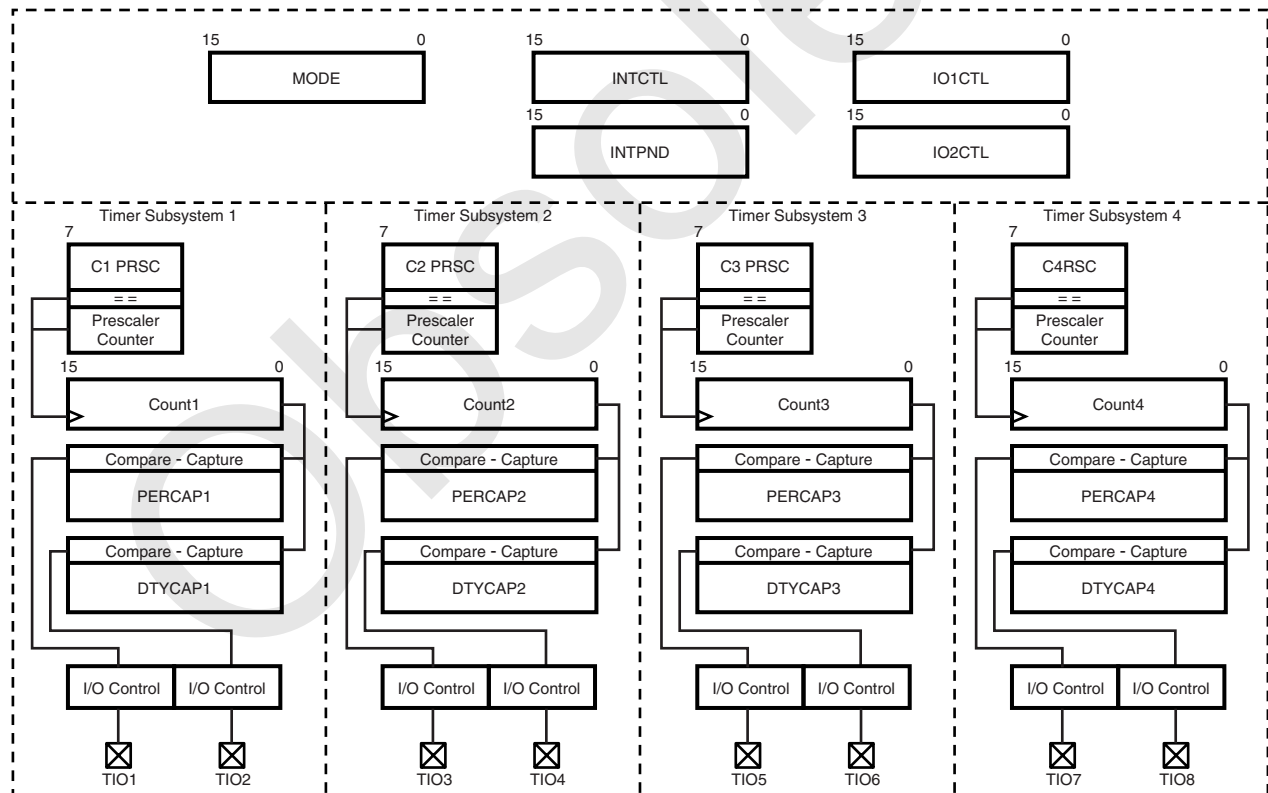 15 0 15 0 15 0
MODE INTCTL IO1CTL
15 0 15 0
INTPND IO2CTL
Timer Subsystem 1 Timer Subsystem 2 Timer Subsystem 3 Timer Subsystem 4
7 7 7 7
C1 PRSC C2 PRSC C3 PRSC C4RSC
= = = = = = = =
Prescaler Prescaler Prescaler Prescaler
Counter Counter Counter Counter
15 0 15 0 15 0 15 0
Count1 Count2 Count3 Count4
Compare - Capture Compare - Capture Compare - Capture Compare - Capture
PERCAP1 PERCAP2 PERCAP3 PERCAP4
Compare - Capture Compare - Capture Compare - Capture Compare - Capture
DTYCAP1 DTYCAP2 DTYCAP3 DTYCAP4
I/O Control I/O Control I/O Control I/O Control I/O Control I/O Control I/O Control I/O Control
TIO1 TIO2 TIO3 TIO4 TIO5 TIO6 TIO7 TIO8
Obsole